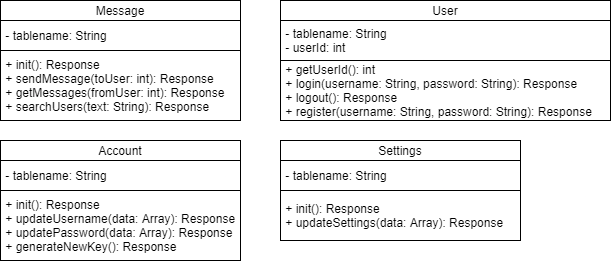 Message
- tablename: String
+ init(): Response
+ sendMessage(toUser: int): Response
+ getMessages(fromUser: int): Response
+ searchUsers(text: String): Response
User
- tablename: String
- userId: int
+ getUserId(): int
+ login(username: String, password: String): Response
+ logout(): Response
+ register(username: String, password: String): Response
Account
- tablename: String
+ init(): Response
+ updateUsername(data: Array): Response
+ updatePassword(data: Array): Response
+ generateNewKey(): Response
Settings
- tablename: String
+ init(): Response
+ updateSettings(data: Array): Response